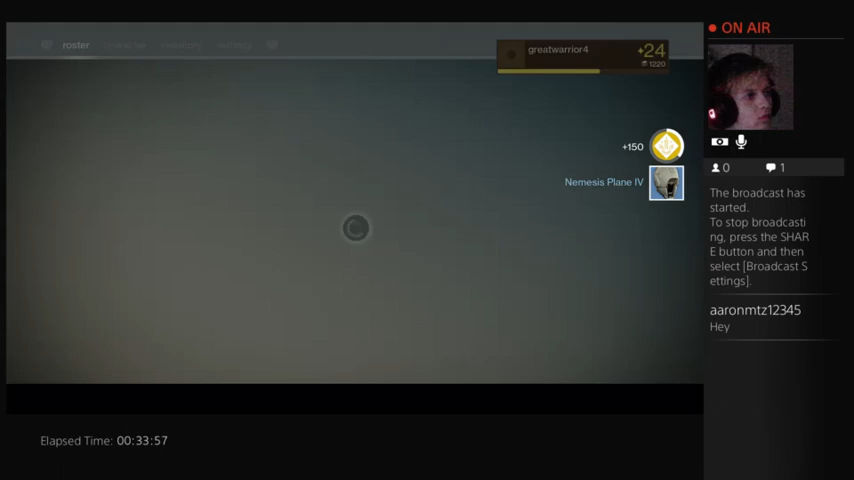 ON AIR
roster
greatwarrior4
+24
1220
+150
Nemesis Plane IV
0
1
The broadcast has
started.
To stop broadcasti
ng, press the SHAR
E button and then
select [Broadcast S
ettings].
aaronmtz12345
Hey
Elapsed Time: 00:33:57